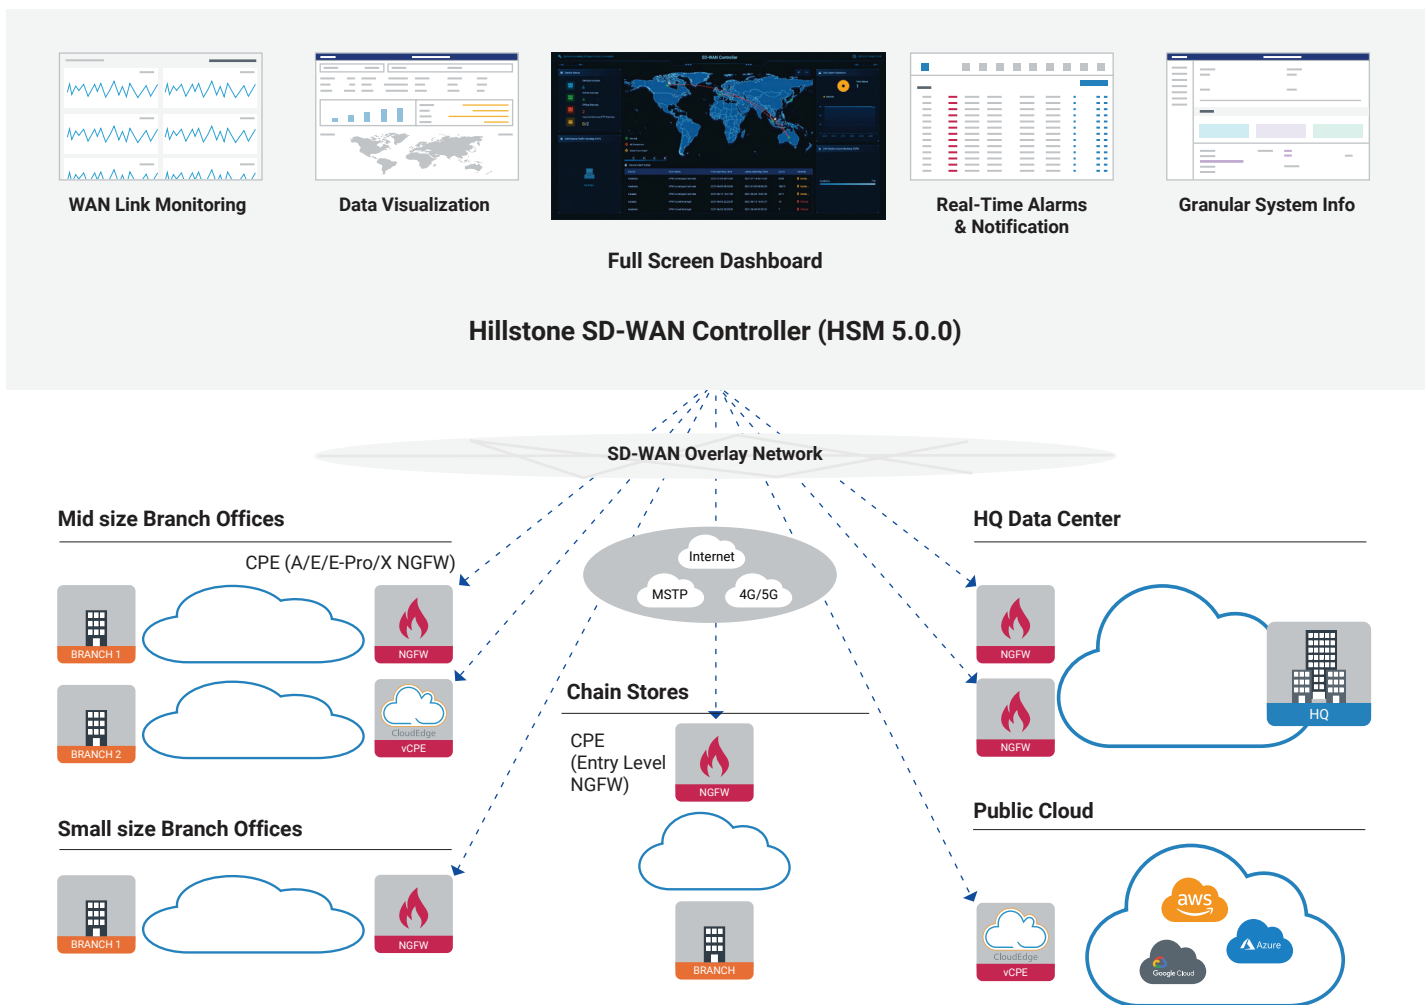 SD-WAN Controller
WAN Link Monitoring
Data Visualization
Full Screen Dashboard
Real-Time Alarms
& Notification
Granular System Info
Hillstone SD-WAN Controller (HSM 5.0.0)
SD-WAN Overlay Network
Mid size Branch Offices
CPE (A/E/E-Pro/X NGFW)
BRANCH 1
NGFW
BRANCH 2
CloudEdge
vCPE
Small size Branch Offices
BRANCH 1
NGFW
Internet
MSTP
4G/5G
Chain Stores
CPE
(Entry Level
NGFW)
NGFW
BRANCH
HQ Data Center
NGFW
NGFW
HQ
Public Cloud
CloudEdge
vCPE
aws
Azure
Google Cloud